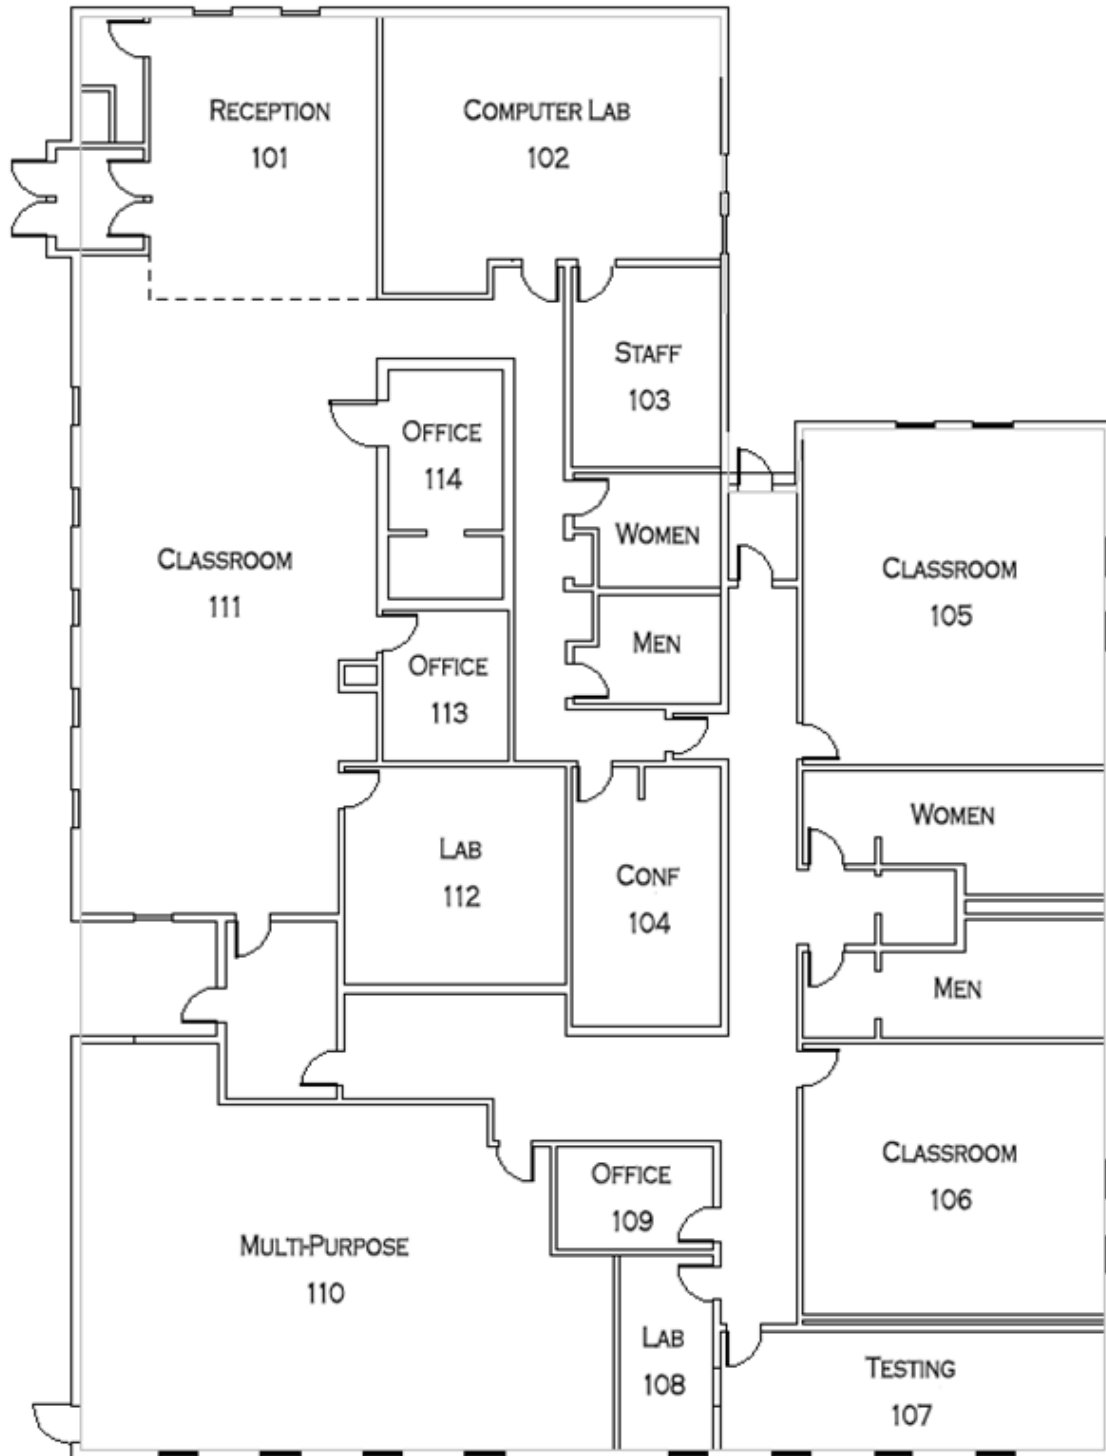 RECEPTION
101
COMPUTER LAB
102
STAFF
103
OFFICE
114
WOMEN
CLASSROOM
111
CLASSROOM
105
MEN
OFFICE
113
WOMEN
LAB
112
CONF
104
MEN
CLASSROOM
106
OFFICE
109
MULTI-PURPOSE
110
LAB
108
TESTING
107